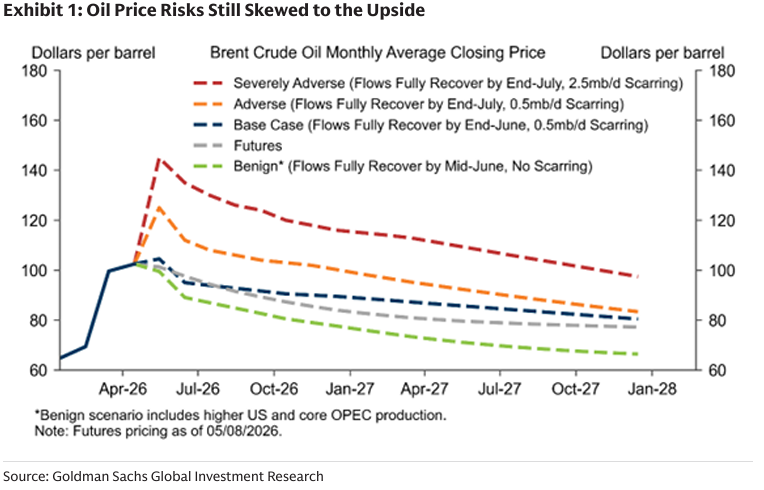 Exhibit 1: Oil Price Risks Still Skewed to the Upside
Dollars per barrel Brent Crude Oil Monthly Average Closing Price Dollars per barrel
180 180
Severely Adverse (Flows Fully Recover by End-July, 2.5mb/d Scarring)
Adverse (Flows Fully Recover by End-July, 0.5mb/d Scarring)
160 160
Base Case (Flows Fully Recover by End-June, 0.5mb/d Scarring)
Futures
140 140
Benign* (Flows Fully Recover by Mid-June, No Scarring)
120 120
100 100
80 80
60 60
Apr-26 Jul-26 Oct-26 Jan-27 Apr-27 Jul-27 Oct-27 Jan-28
*Benign scenario includes higher US and core OPEC production.
Note: Futures pricing as of 05/08/2026.
Source: Goldman Sachs Global Investment Research